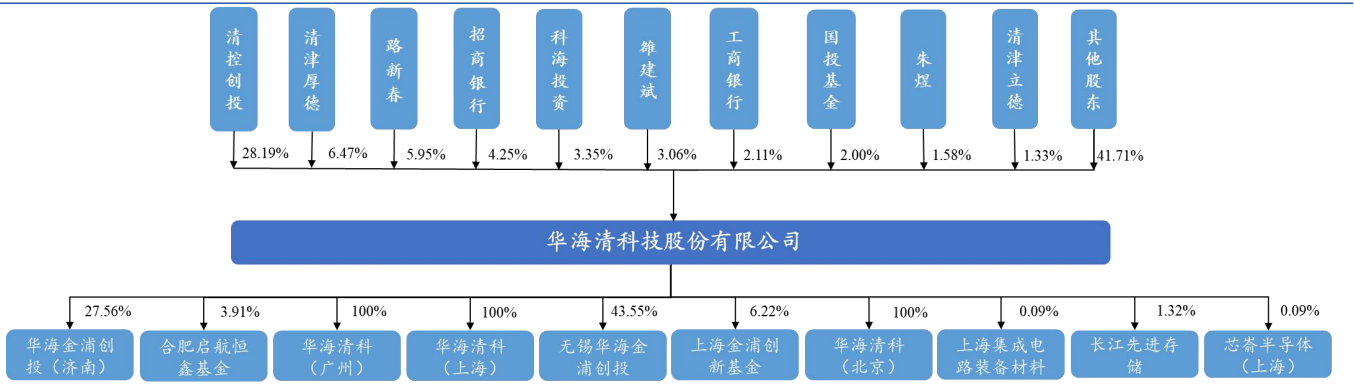 清控创投
清津厚德
路新春
招商银行
科海投资
雒建斌
工商银行
国投基金
朱煜
清津立德
其他股东
28.19%
6.47%
5.95%
4.25%
3.35%
3.06%
2.11%
2.00%
1.58%
1.33%
41.71%
华海清科技股份有限公司
27.56%
3.91%
100%
100%
43.55%
6.22%
100%
0.09%
1.32%
0.09%
华海金浦创
投（济南）
合肥启航恒
鑫基金
华海清科
（广州）
华海清科
（上海）
无锡华海金
浦创投
上海金浦创
新基金
华海清科
（北京）
上海集成电
路装备材料
长江先进存
储
芯嵛半导体
（上海）